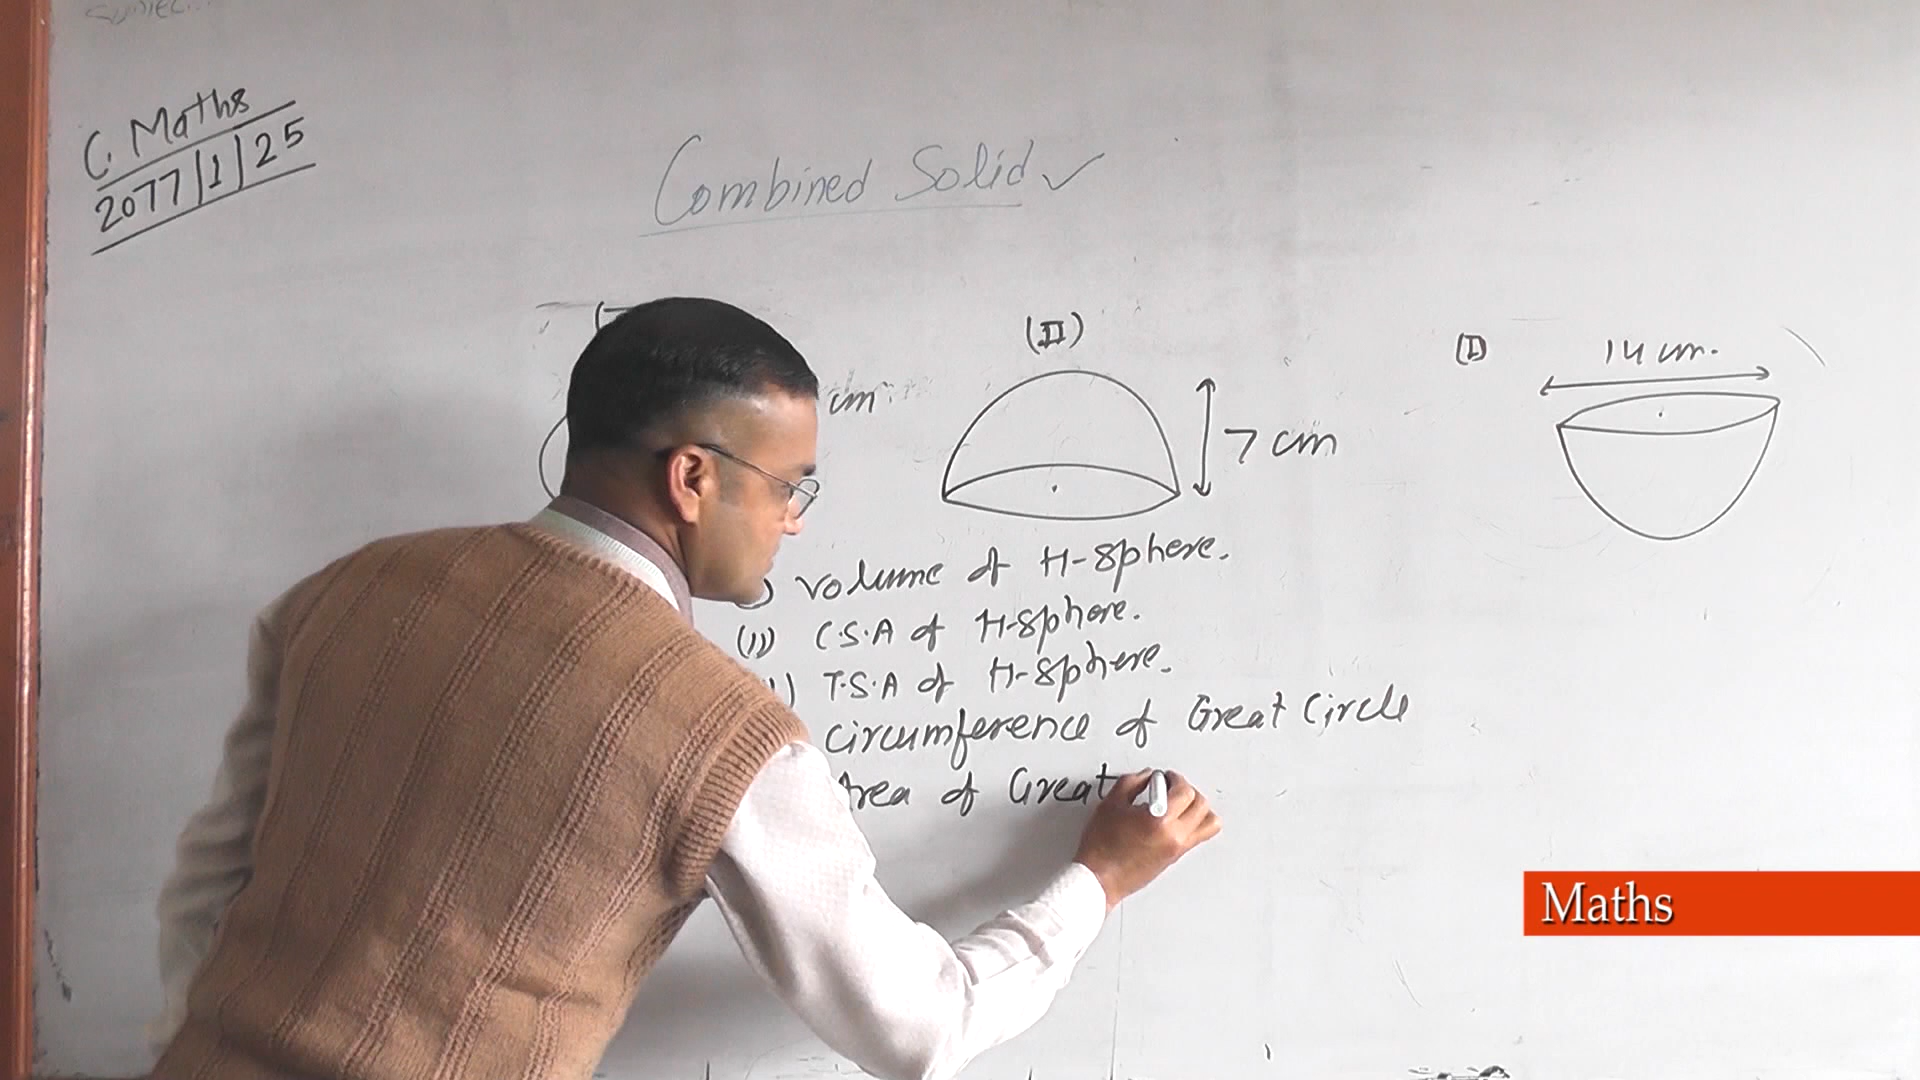 C. Maths
2077/1/25
Combined Solid ✓
(II)
(I)
14 cm.
cm
7 cm
Volume of H-sphere.
(ii) C.S.A of H-sphere.
T.S.A of H-sphere.
Circumference of Great Circle
Area of Great
Maths